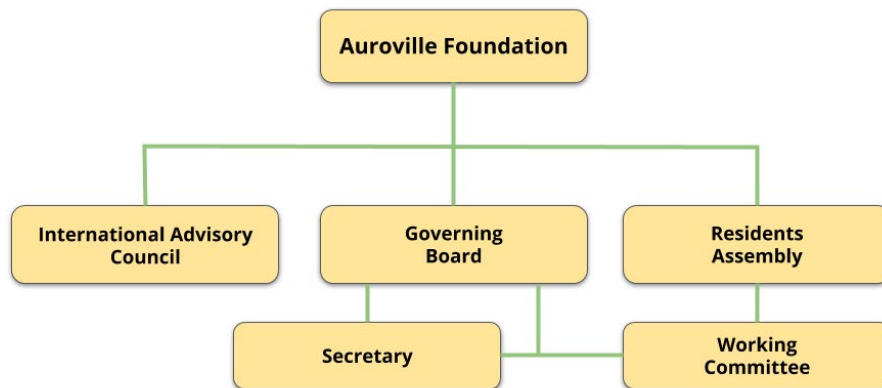 Auroville Foundation
International Advisory
Council
Governing
Board
Residents
Assembly
Secretary
Working
Committee